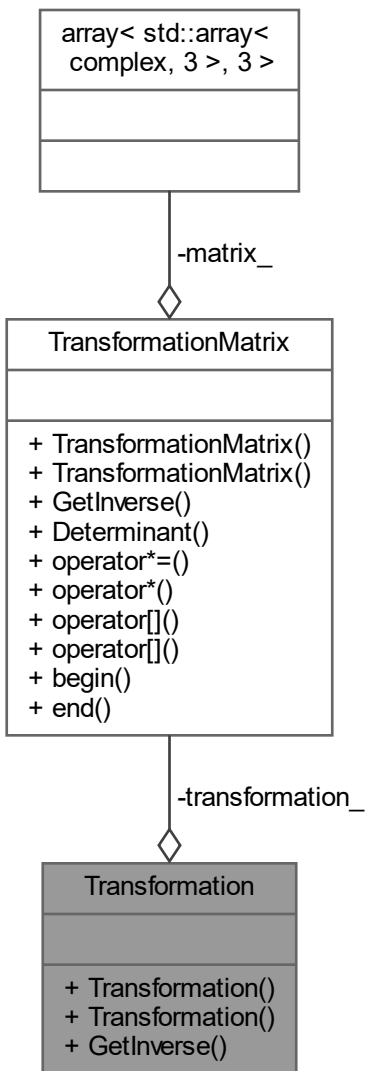 array< std::array<
complex, 3 >, 3 >
-matrix_
TransformationMatrix
+ TransformationMatrix()
+ TransformationMatrix()
+ GetInverse()
+ Determinant()
+ operator*=()
+ operator*()
+ operator[]()
+ operator[]()
+ begin()
+ end()
-transformation_
Transformation
+ Transformation()
+ Transformation()
+ GetInverse()